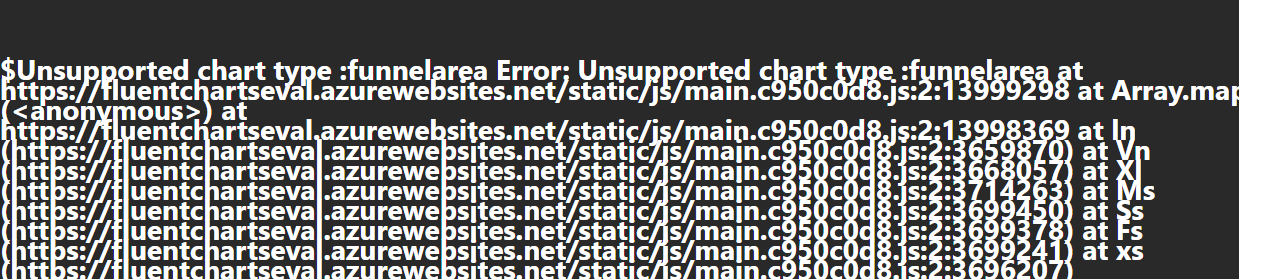 $Unsupported chart type :funnelarea Error: Unsupported chart type :funnelarea at
https://fluentchartseval.azurewebsites.net/static/js/main.c950c0d8.js:2:13999298 at Array.map
(<anonymous>) at
https://fluentchartseval.azurewebsites.net/static/js/main.c950c0d8.js:2:13998369 at ln
(https://fluentchartseval.azurewebsites.net/static/js/main.c950c0d8.js:2:3659870) at Vn
(https://fluentchartseval.azurewebsites.net/static/js/main.c950c0d8.js:2:3668057) at Xl
(https://fluentchartseval.azurewebsites.net/static/js/main.c950c0d8.js:2:3714263) at Ms
(https://fluentchartseval.azurewebsites.net/static/js/main.c950c0d8.js:2:3699450) at Ss
(https://fluentchartseval.azurewebsites.net/static/js/main.c950c0d8.js:2:3699378) at Fs
(https://fluentchartseval.azurewebsites.net/static/js/main.c950c0d8.js:2:3699241) at xs
(https://fluentchartseval.azurewebsites.net/static/js/main.c950c0d8.js:2:3696207)